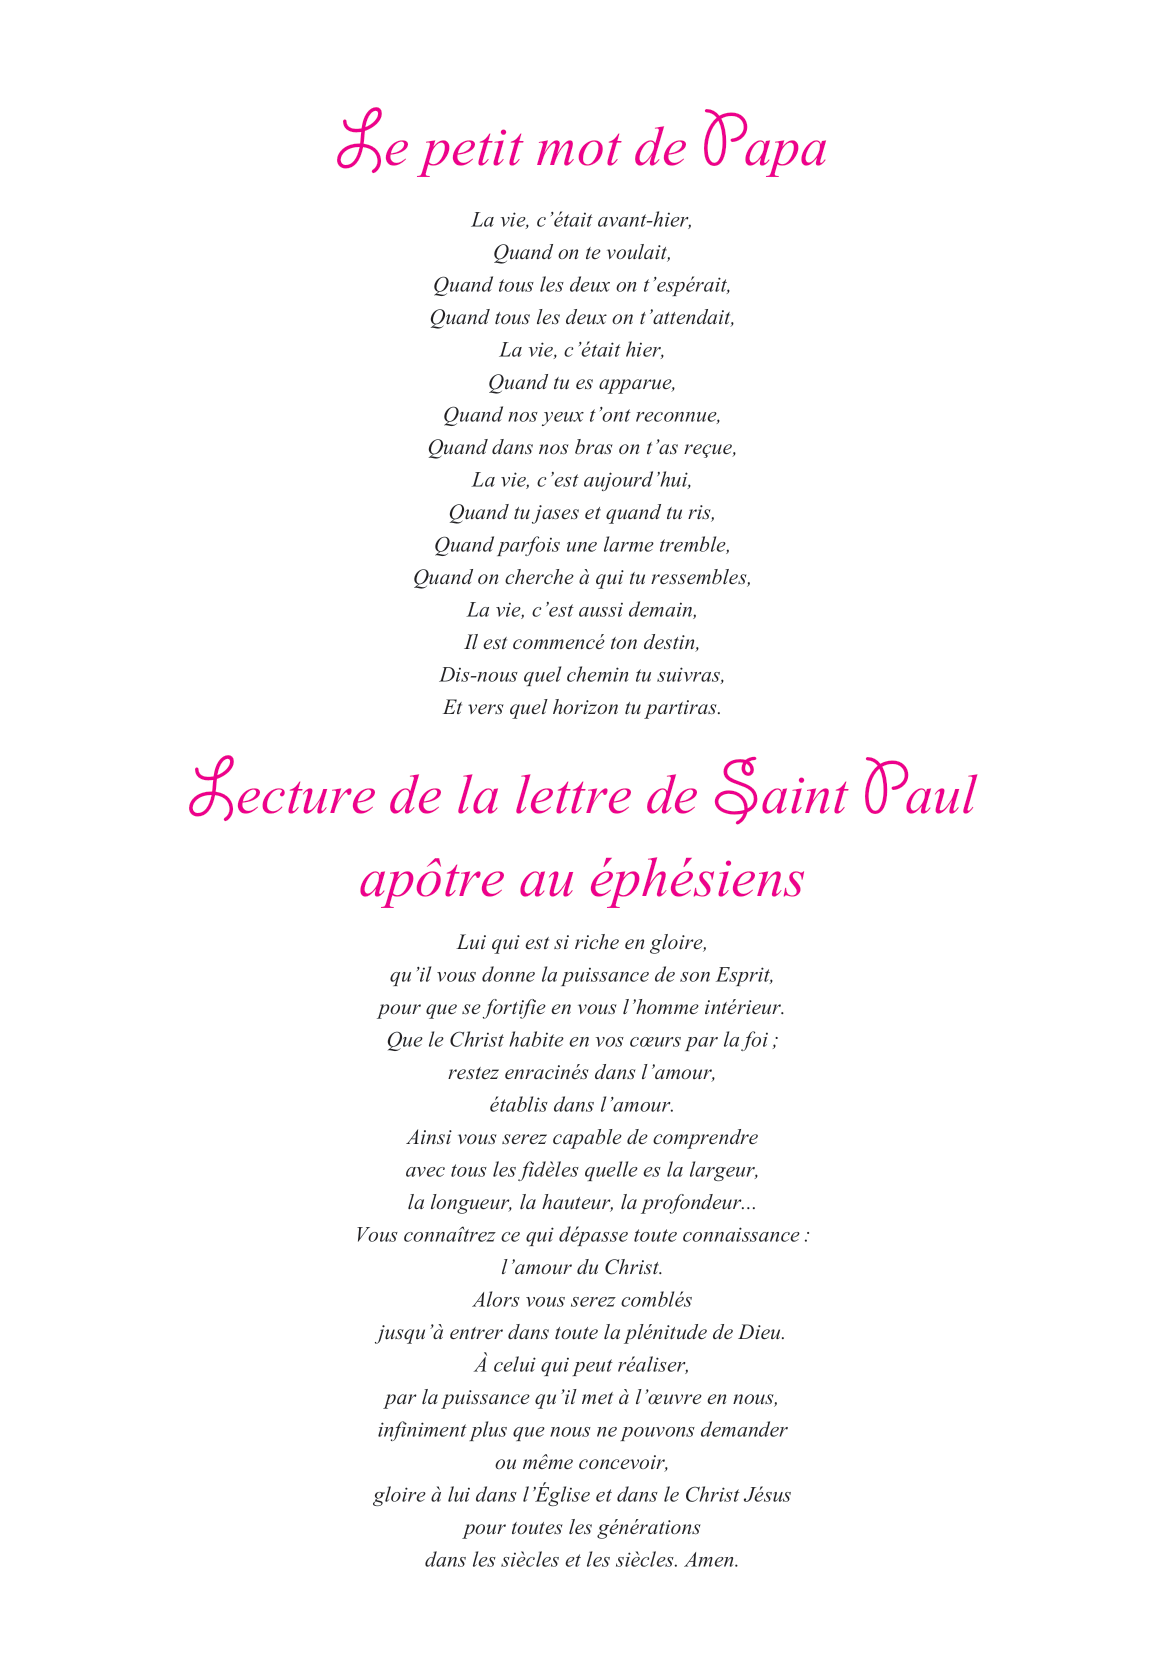 Le petit mot de Papa
La vie, c’était avant-hier,
Quand on te voulait,
Quand tous les deux on t’espérait,
Quand tous les deux on t’attendait,
La vie, c’était hier,
Quand tu es apparue,
Quand nos yeux t’ont reconnue,
Quand dans nos bras on t’as reçue,
La vie, c’est aujourd’hui,
Quand tu jases et quand tu ris,
Quand parfois une larme tremble,
Quand on cherche à qui tu ressembles,
La vie, c’est aussi demain,
Il est commencé ton destin,
Dis-nous quel chemin tu suivras,
Et vers quel horizon tu partiras.
Lecture de la lettre de Saint Paul
apôtre au éphésiens
Lui qui est si riche en gloire,
qu’il vous donne la puissance de son Esprit,
pour que se fortifie en vous l’homme intérieur.
Que le Christ habite en vos cœurs par la foi ;
restez enracinés dans l’amour,
établis dans l’amour.
Ainsi vous serez capable de comprendre
avec tous les fidèles quelle es la largeur,
la longueur, la hauteur, la profondeur...
Vous connaîtrez ce qui dépasse toute connaissance :
l’amour du Christ.
Alors vous serez comblés
jusqu’à entrer dans toute la plénitude de Dieu.
À celui qui peut réaliser,
par la puissance qu’il met à l’œuvre en nous,
infiniment plus que nous ne pouvons demander
ou même concevoir,
gloire à lui dans l’Église et dans le Christ Jésus
pour toutes les générations
dans les siècles et les siècles. Amen.